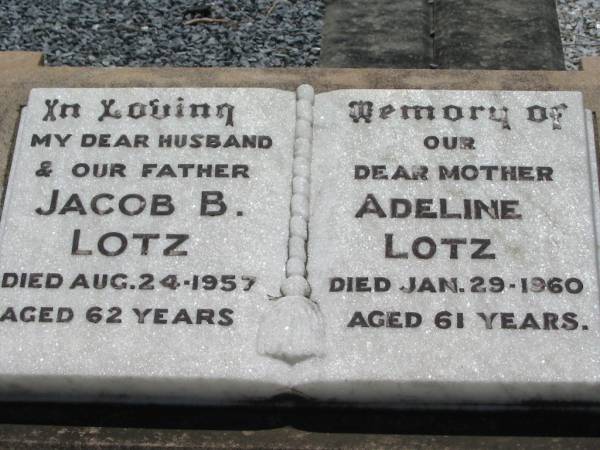 In Loving
MY DEAR HUSBAND
& OUR FATHER
JACOB B.
LOTZ
DIED AUG. 24-1957
AGED 62 YEARS
Memory of
OUR
DEAR MOTHER
ADELINE
LOTZ
DIED JAN. 29-1960
AGED 61 YEARS.